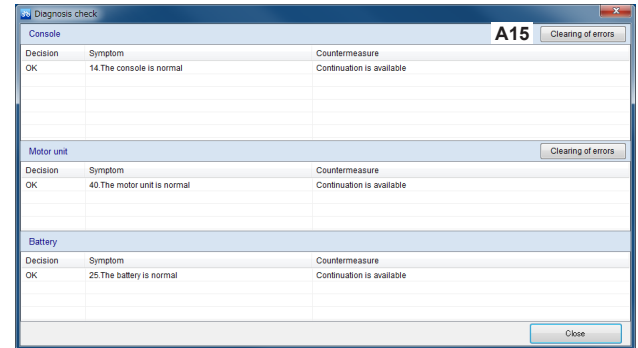 Diagnosis check
Console A15 Clearing of errors
Decision Symptom Countermeasure
OK 14.The console is normal Continuation is available
Motor unit Clearing of errors
Decision Symptom Countermeasure
OK 40.The motor unit is normal Continuation is available
Battery
Decision Symptom Countermeasure
OK 25.The battery is normal Continuation is available
Close